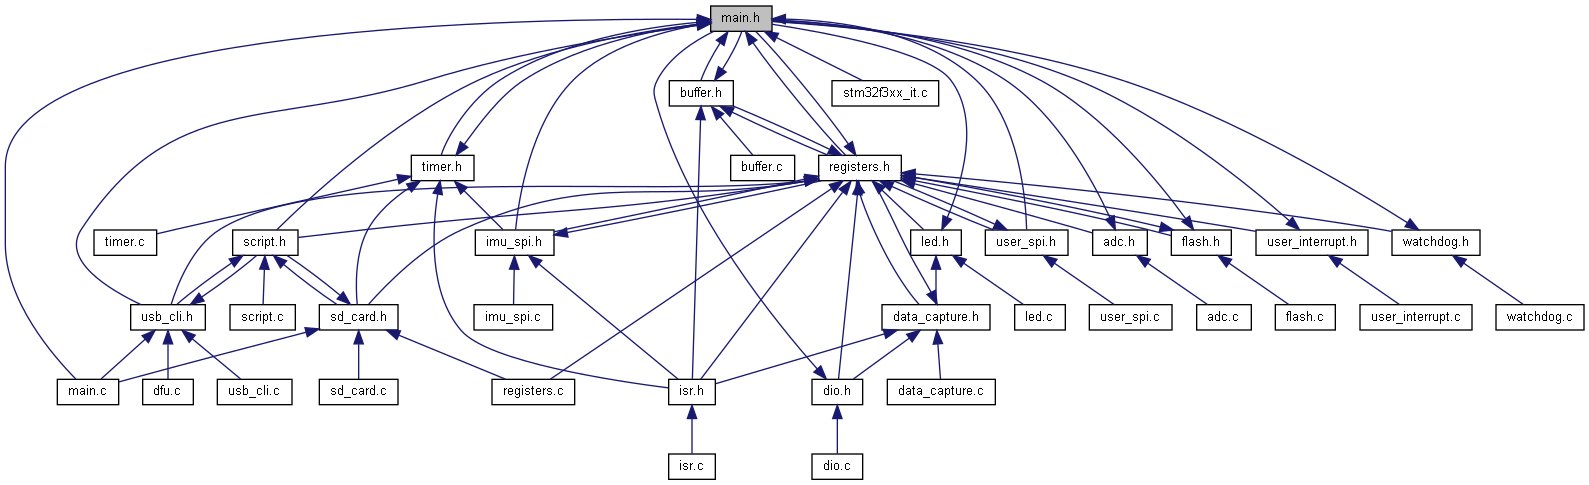 main.h
buffer.h
stm32f3xx_it.c
timer.h
buffer.c
registers.h
timer.c
script.h
imu_spi.h
led.h
user_spi.h
adc.h
flash.h
user_interrupt.h
watchdog.h
usb_cli.h
script.c
sd_card.h
imu_spi.c
data_capture.h
led.c
user_spi.c
adc.c
flash.c
user_interrupt.c
watchdog.c
main.c
dfu.c
usb_cli.c
sd_card.c
registers.c
isr.h
dio.h
data_capture.c
isr.c
dio.c